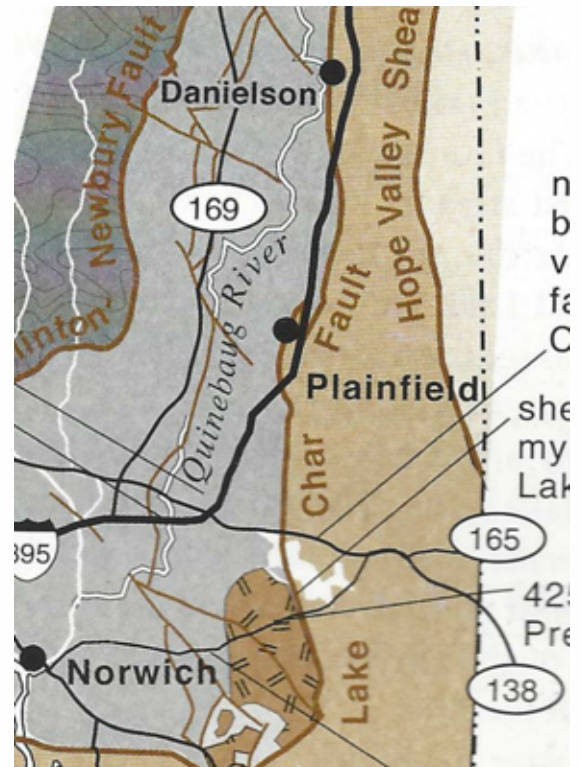 Danielson
Newbury Fault
Hope Valley Shea
169
Quinebaug River
Fault
linton-
Plainfield
Char
n
b
v
fa
C
she
my
Lak
395
165
425
Pre
Norwich
Lake
138